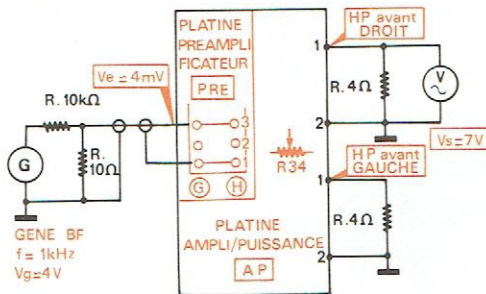 PLATINE
PREAMPLI
FICATEUR
PRE
Ve = 4mV
R. 10kΩ
R.
10Ω
G
GENE BF
f = 1kHz
Vg = 4V
3
2
1
G H
R34
PLATINE
AMPLI/PUISSANCE
AP
HP avant
DROIT
1
R. 4Ω
V
2
Vs = 7V
HP avant
GAUCHE
1
R. 4Ω
2